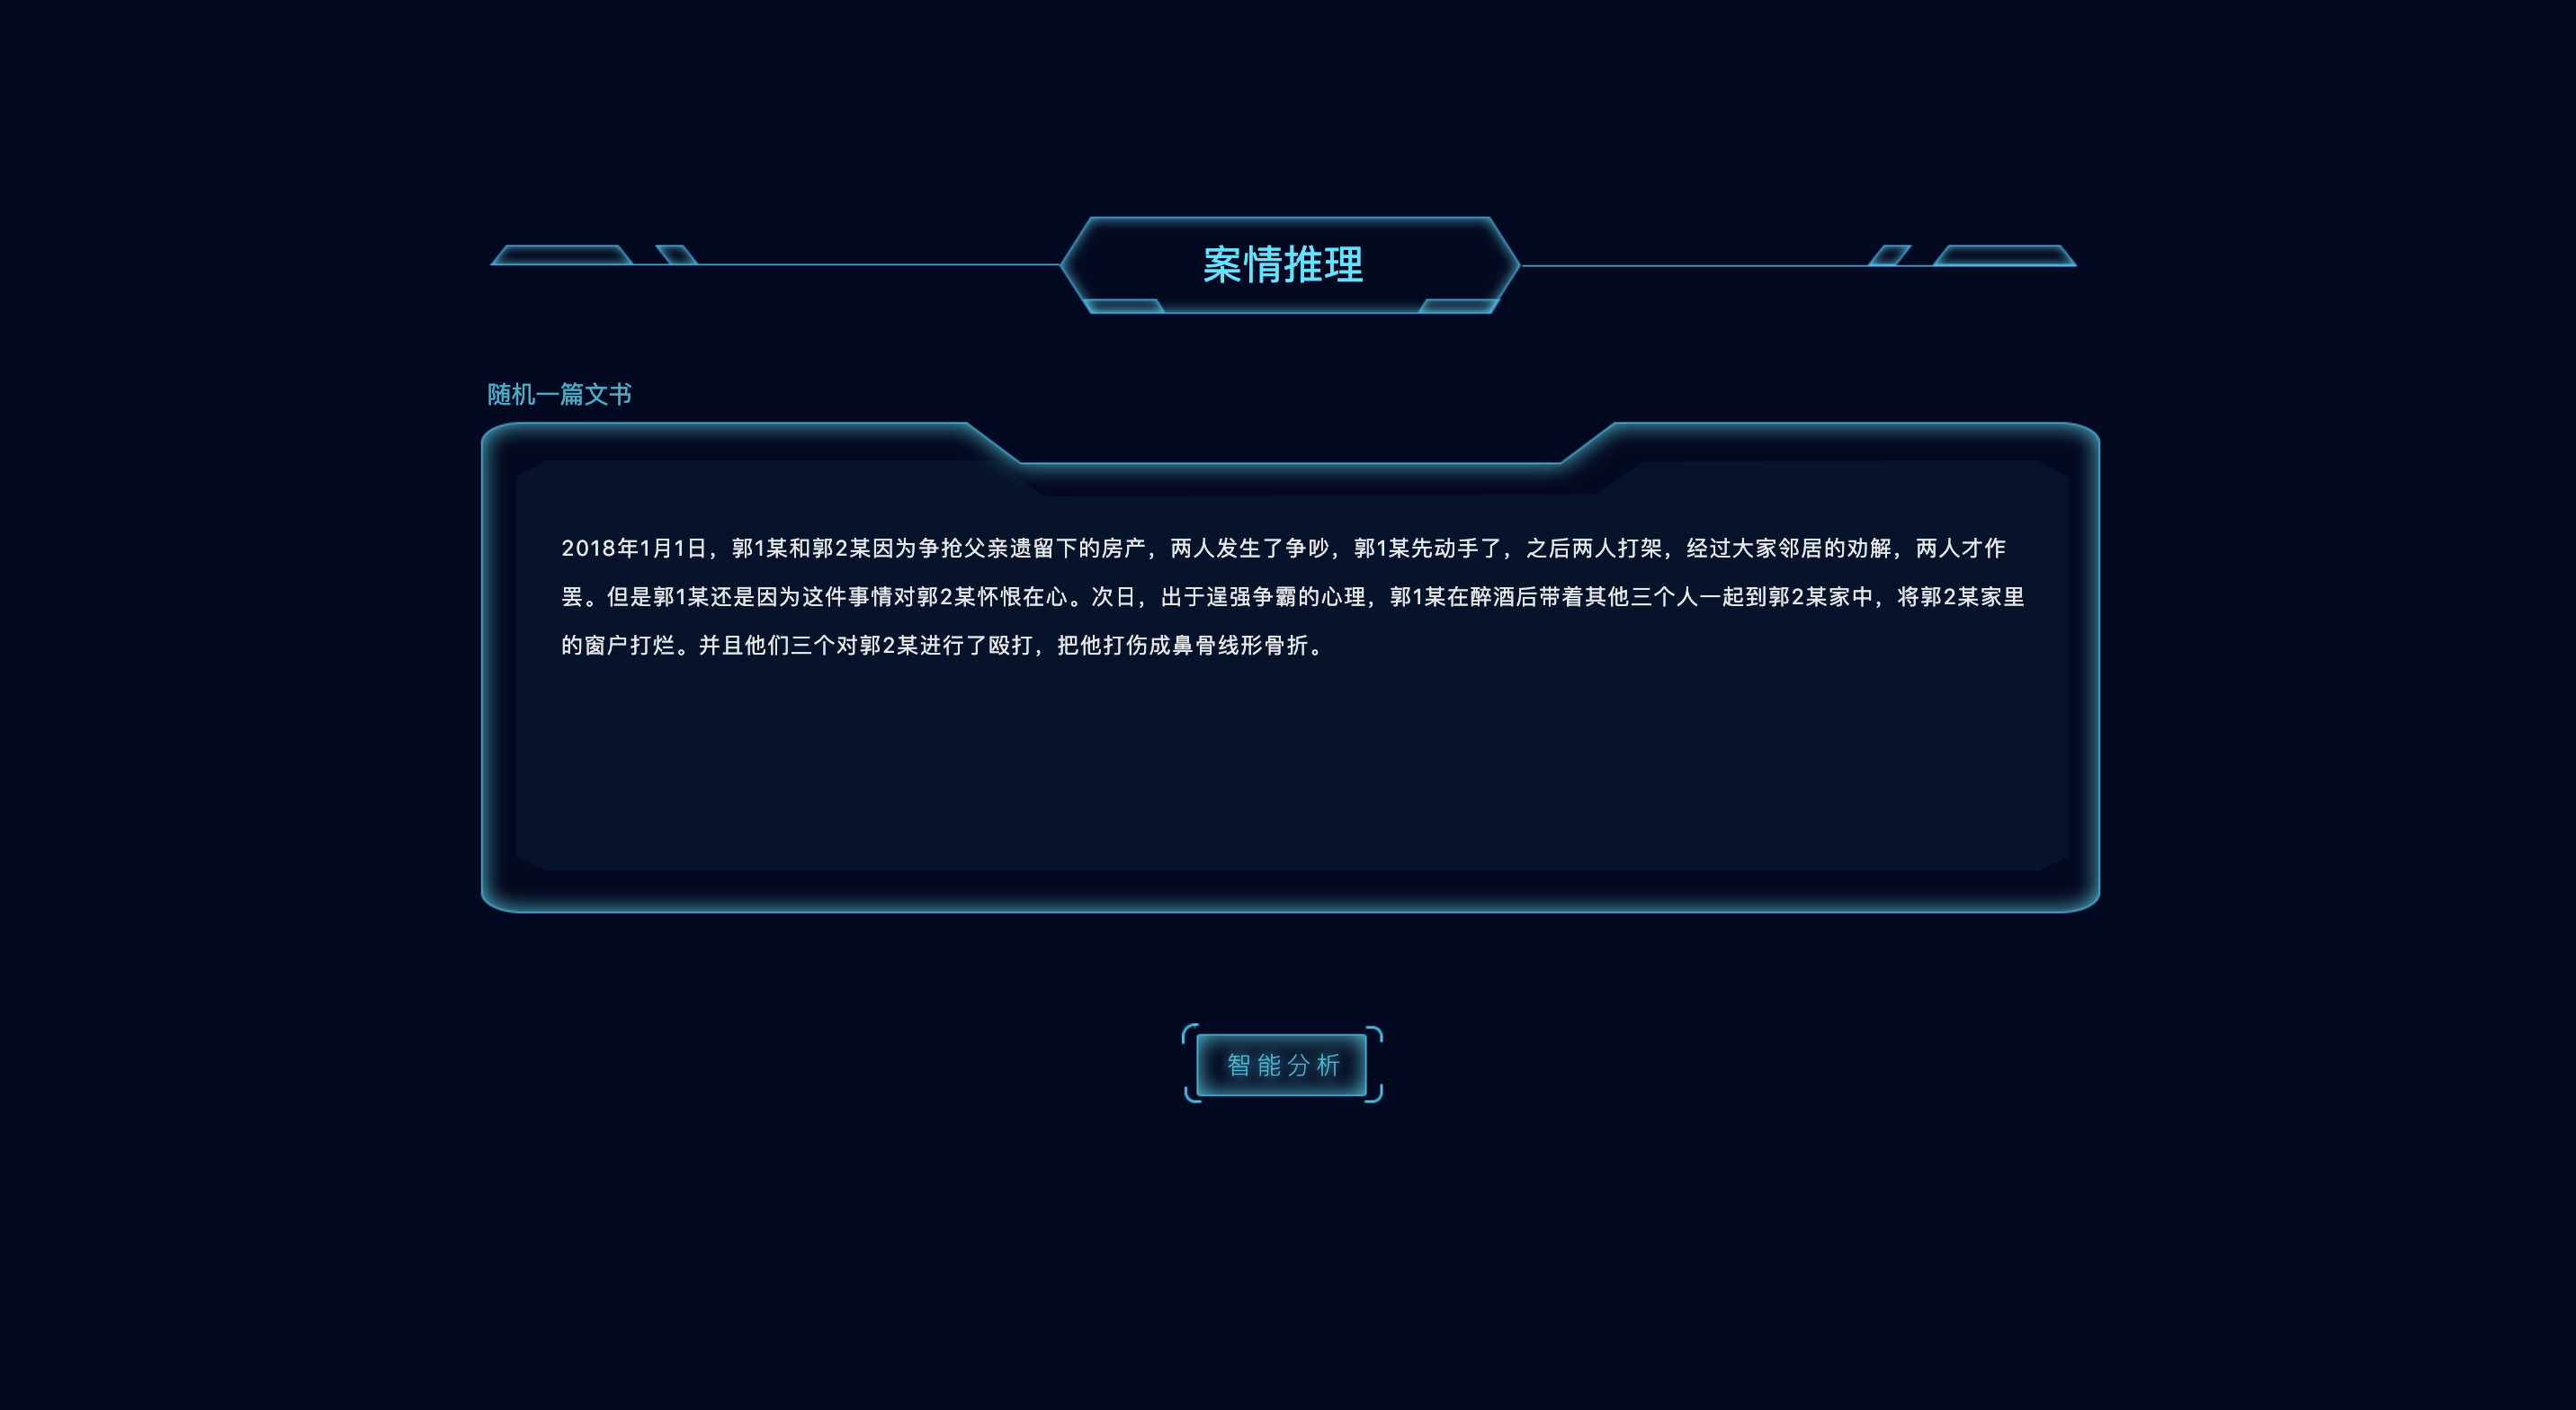 案情推理
随机一篇文书
2018年1月1日，郭1某和郭2某因为争抢父亲遗留下的房产，两人发生了争吵，郭1某先动手了，之后两人打架，经过大家邻居的劝解，两人才作
罢。但是郭1某还是因为这件事情对郭2某怀恨在心。次日，出于逞强争霸的心理，郭1某在醉酒后带着其他三个人一起到郭2某家中，将郭2某家里
的窗户打烂。并且他们三个对郭2某进行了殴打，把他打伤成鼻骨线形骨折。
智能分析